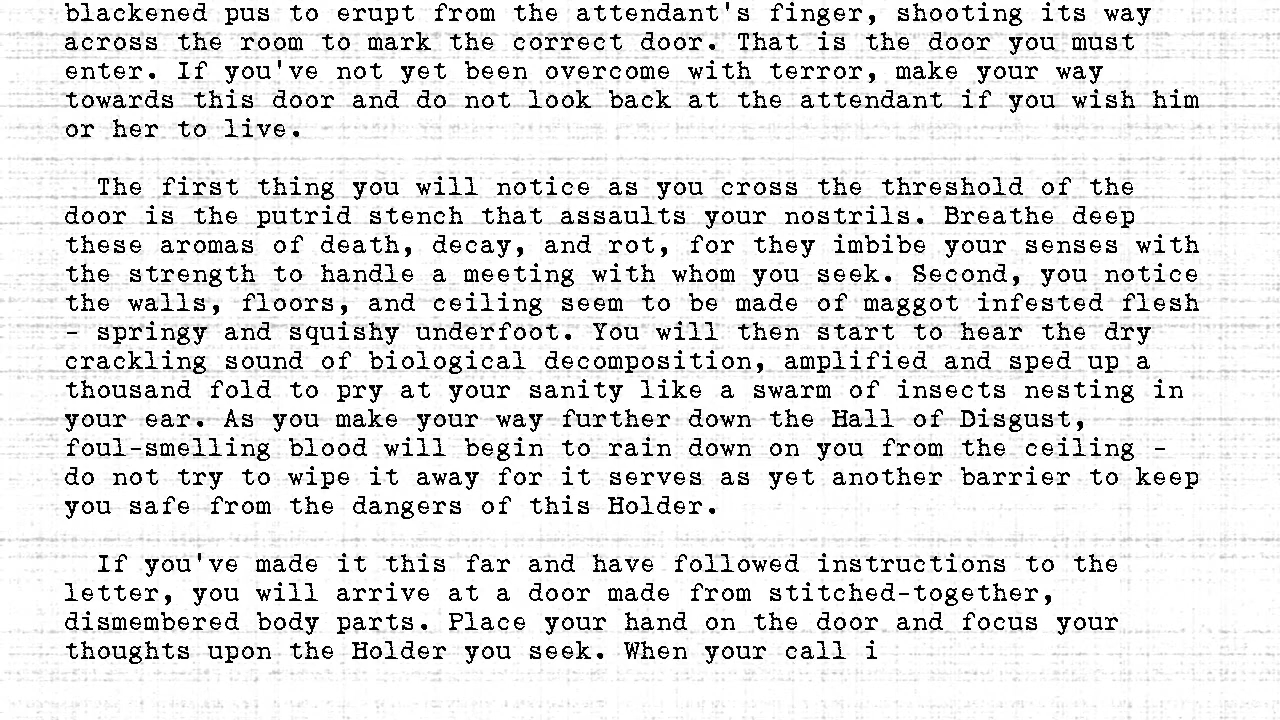 blackened pus to erupt from the attendant's finger, shooting its way
across the room to mark the correct door. That is the door you must
enter. If you've not yet been overcome with terror, make your way
towards this door and do not look back at the attendant if you wish him
or her to live.
The first thing you will notice as you cross the threshold of the
door is the putrid stench that assaults your nostrils. Breathe deep
these aromas of death, decay, and rot, for they imbibe your senses with
the strength to handle a meeting with whom you seek. Second, you notice
the walls, floors, and ceiling seem to be made of maggot infested flesh
- springy and squishy underfoot. You will then start to hear the dry
crackling sound of biological decomposition, amplified and sped up a
thousand fold to pry at your sanity like a swarm of insects nesting in
your ear. As you make your way further down the Hall of Disgust,
foul-smelling blood will begin to rain down on you from the ceiling -
do not try to wipe it away for it serves as yet another barrier to keep
you safe from the dangers of this Holder.
If you've made it this far and have followed instructions to the
letter, you will arrive at a door made from stitched-together,
dismembered body parts. Place your hand on the door and focus your
thoughts upon the Holder you seek. When your call i